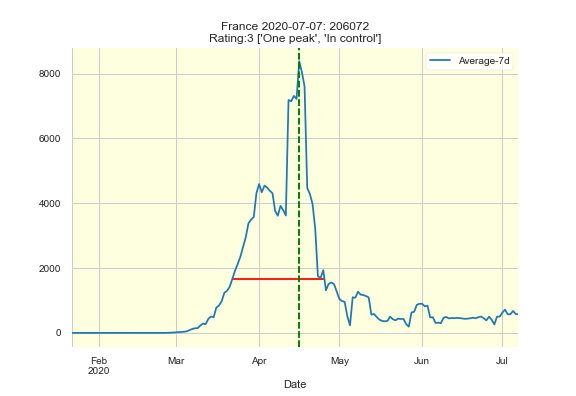 France 2020-07-07: 206072
Rating:3 ['One peak', 'In control']
Average-7d
8000
6000
4000
2000
0
Feb Mar Apr May Jun Jul
2020
Date